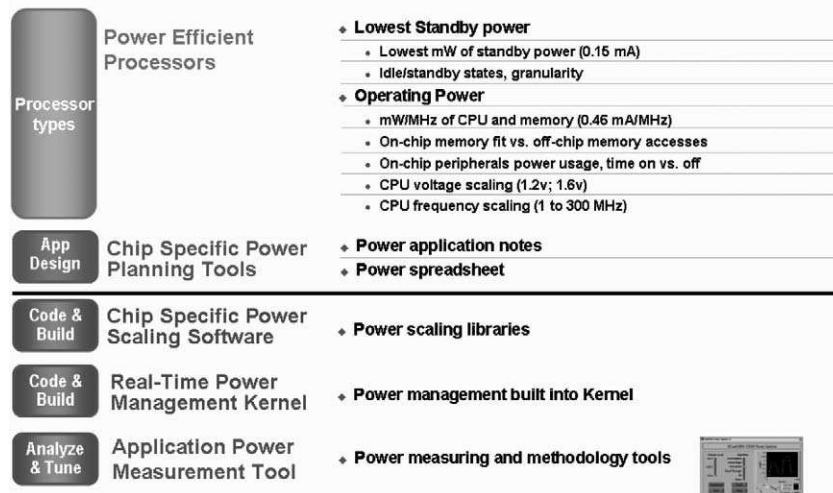 Processor
types
Power Efficient
Processors
Lowest Standby power
Lowest mW of standby power (0.15 mA)
Idle/standby states, granularity
Operating Power
mW/MHz of CPU and memory (0.46 mA/MHz)
On-chip memory fit vs. off-chip memory accesses
On-chip peripherals power usage, time on vs. off
CPU voltage scaling (1.2v; 1.6v)
CPU frequency scaling (1 to 300 MHz)
App
Design
Chip Specific Power
Planning Tools
Power application notes
Power spreadsheet
Code &
Build
Chip Specific Power
Scaling Software
Power scaling libraries
Code &
Build
Real-Time Power
Management Kernel
Power management built into Kernel
Analyze
& Tune
Application Power
Measurement Tool
Power measuring and methodology tools